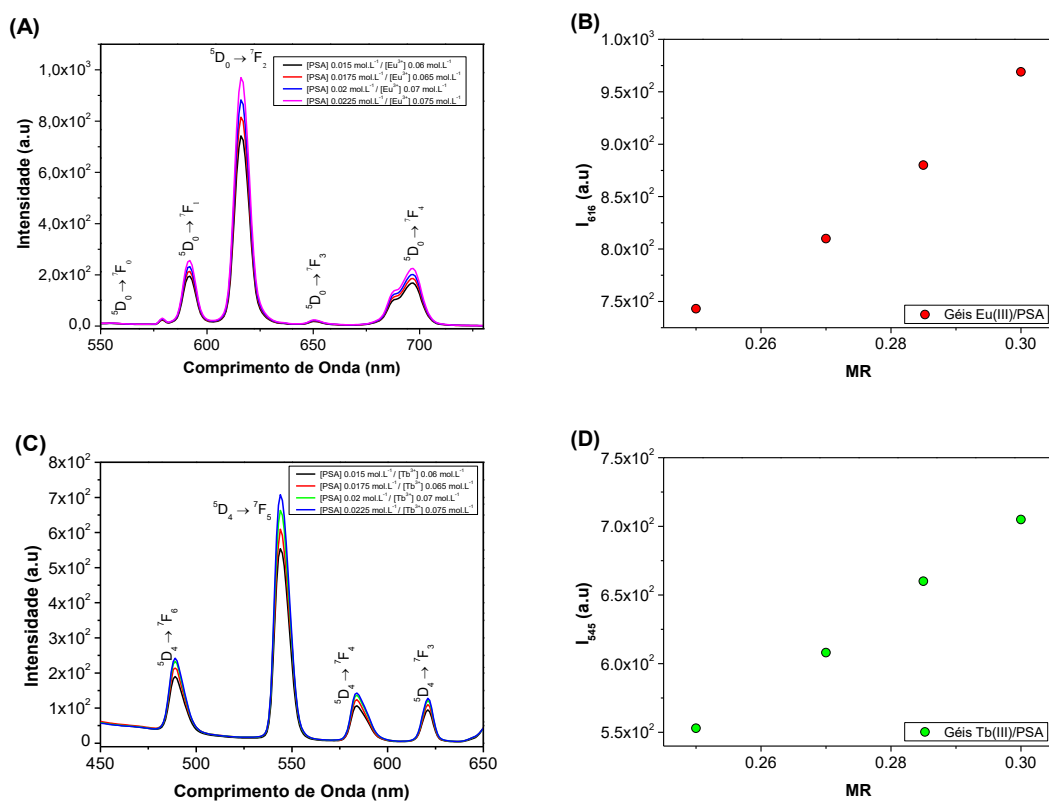 (A)
⁵D₀ → ⁷F₂
[PSA] 0.015 mol.L⁻¹ / [Eu³⁺] 0.06 mol.L⁻¹
[PSA] 0.0175 mol.L⁻¹ / [Eu³⁺] 0.065 mol.L⁻¹
[PSA] 0.02 mol.L⁻¹ / [Eu³⁺] 0.07 mol.L⁻¹
[PSA] 0.0225 mol.L⁻¹ / [Eu³⁺] 0.075 mol.L⁻¹
1,0x10³
8,0x10²
6,0x10²
4,0x10²
2,0x10²
0,0
Intensidade (a.u)
⁵D₀ → ⁷F₀
⁵D₀ → ⁷F₁
⁵D₀ → ⁷F₃
⁵D₀ → ⁷F₄
550 600 650 700
Comprimento de Onda (nm)
(B)
1.0x10³
9.5x10²
9.0x10²
8.5x10²
8.0x10²
7.5x10²
I₆₁₆ (a.u)
Géis Eu(III)/PSA
0.26 0.28 0.30
MR
(C)
⁵D₄ → ⁷F₅
[PSA] 0.015 mol.L⁻¹ / [Tb³⁺] 0.06 mol.L⁻¹
[PSA] 0.0175 mol.L⁻¹ / [Tb³⁺] 0.065 mol.L⁻¹
[PSA] 0.02 mol.L⁻¹ / [Tb³⁺] 0.07 mol.L⁻¹
[PSA] 0.0225 mol.L⁻¹ / [Tb³⁺] 0.075 mol.L⁻¹
8x10²
7x10²
6x10²
5x10²
4x10²
3x10²
2x10²
1x10²
0
Intensidade (a.u)
⁵D₄ → ⁷F₆
⁵D₄ → ⁷F₄
⁵D₄ → ⁷F₃
450 500 550 600 650
Comprimento de Onda (nm)
(D)
7.5x10²
7.0x10²
6.5x10²
6.0x10²
5.5x10²
I₅₄₅ (a.u)
Géis Tb(III)/PSA
0.26 0.28 0.30
MR